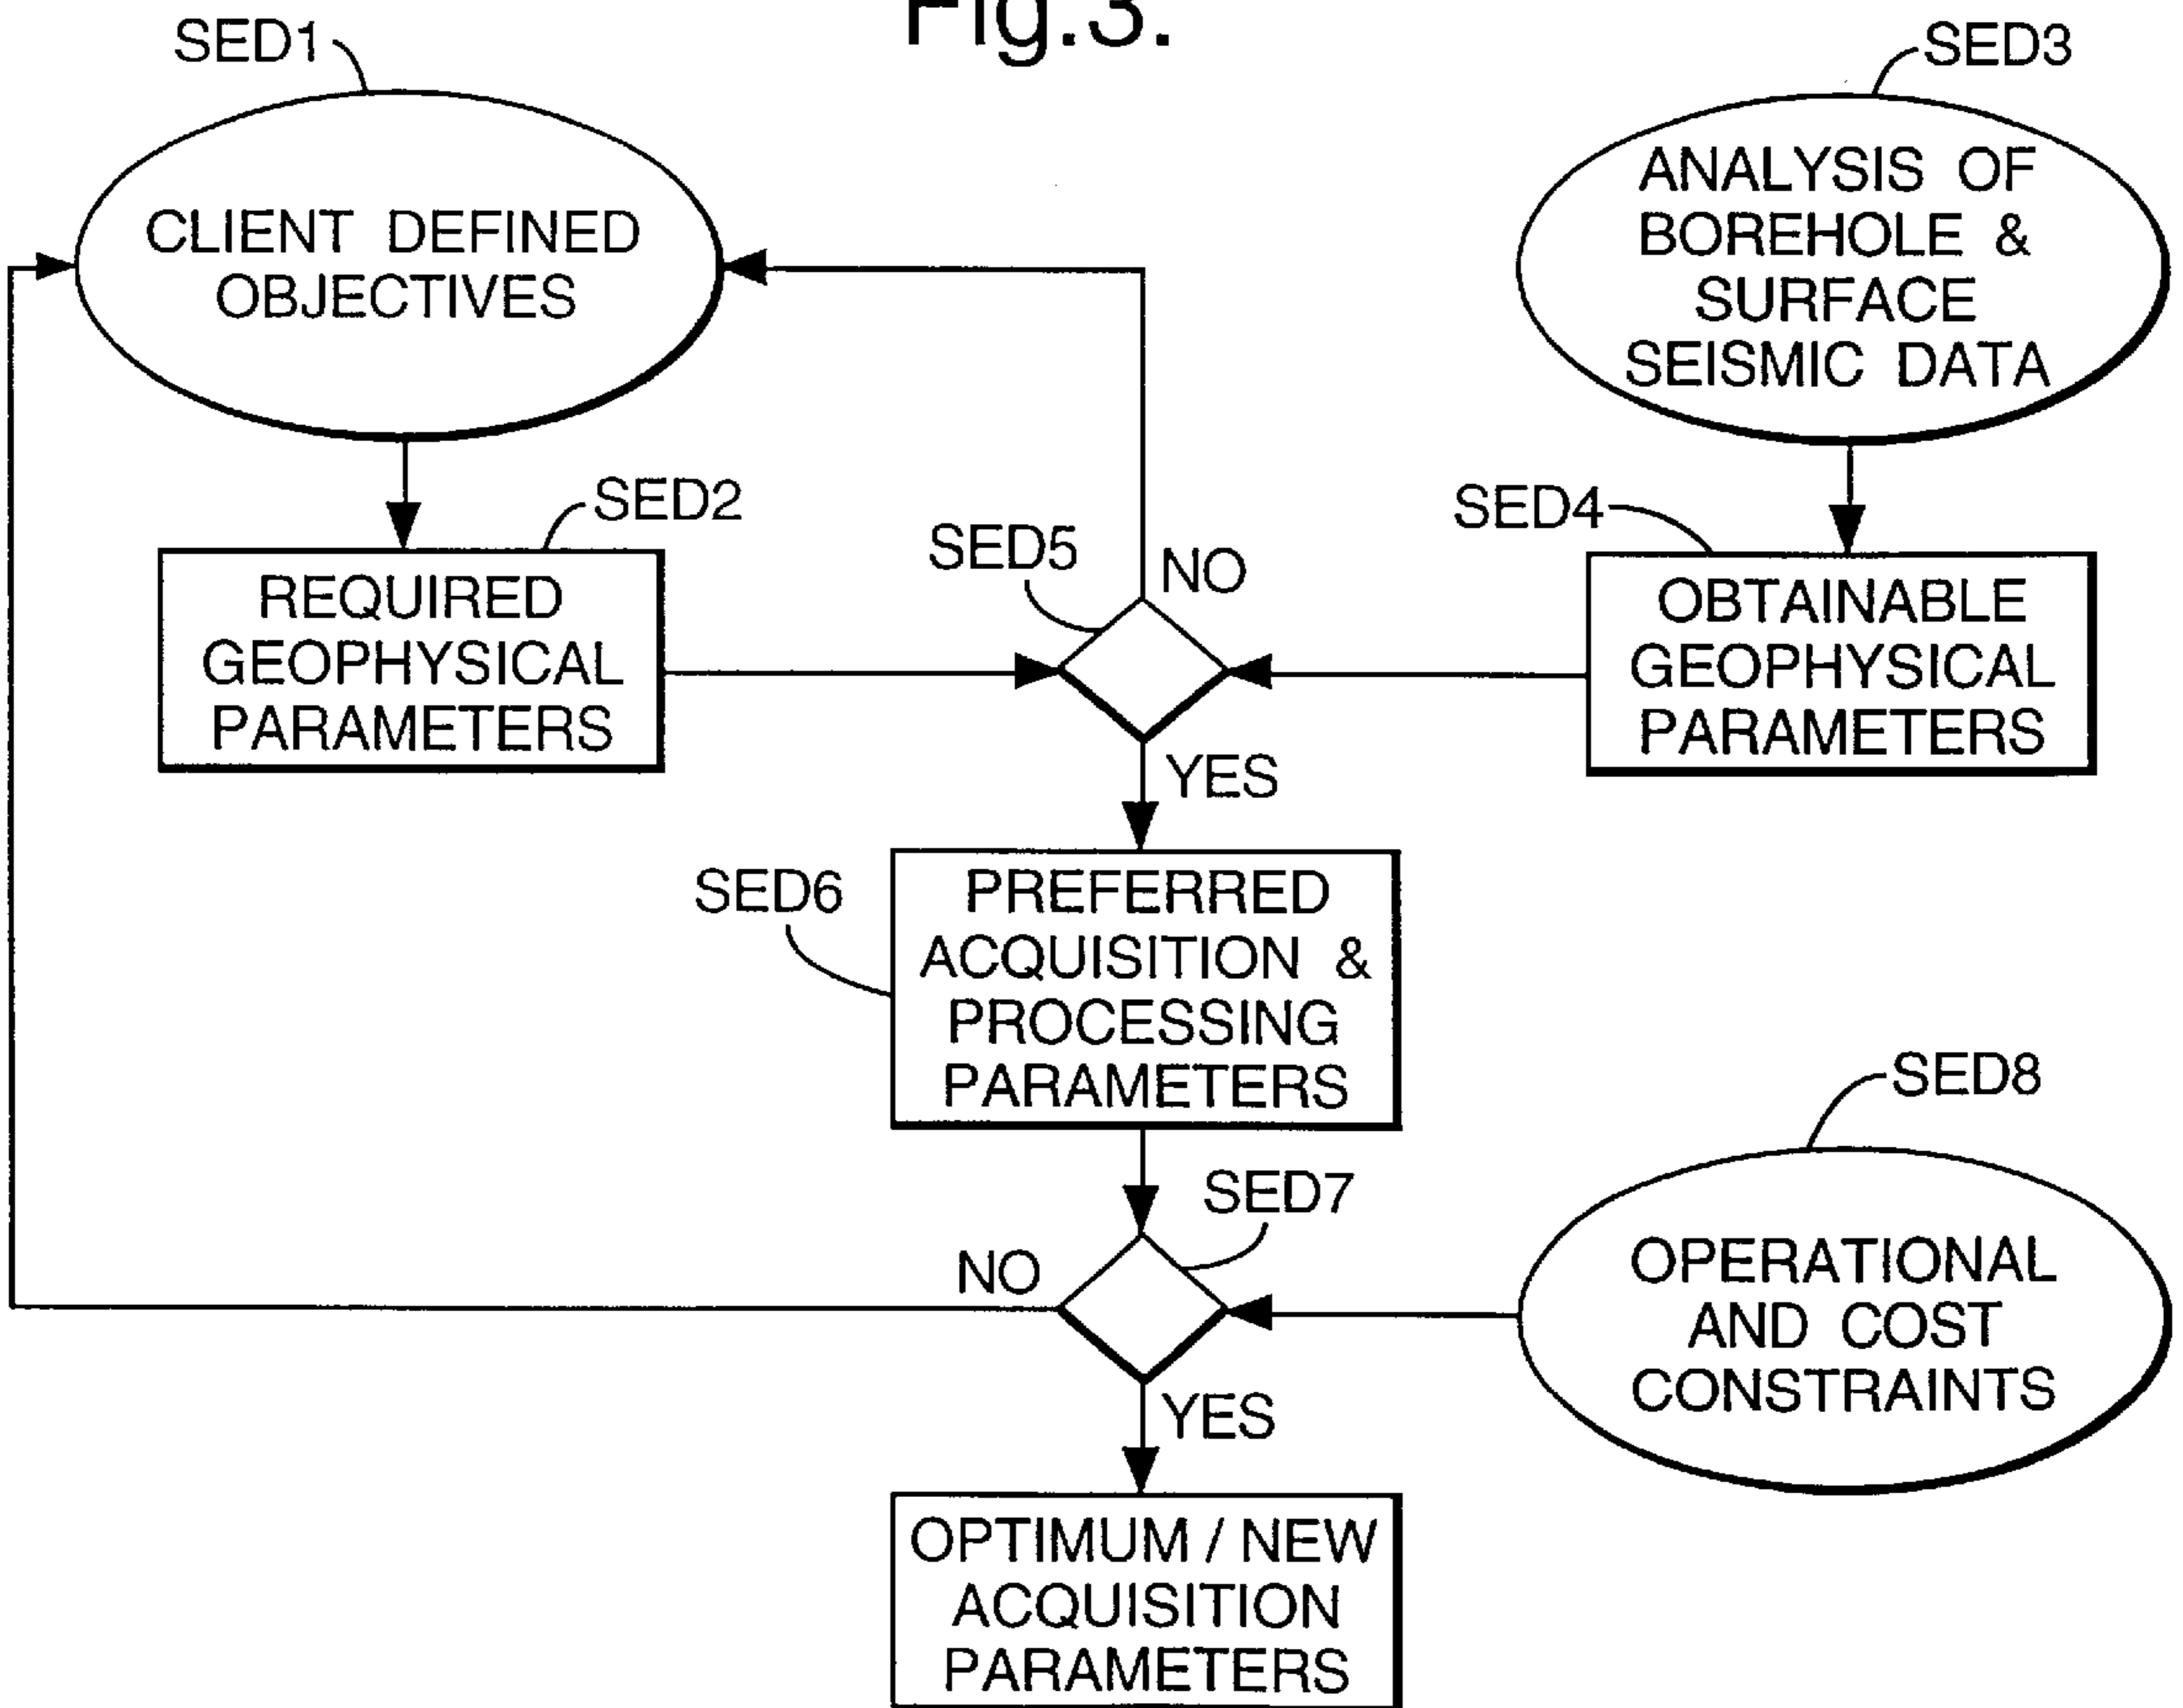 Fig.3.
SED1
SED3
CLIENT DEFINED
OBJECTIVES
ANALYSIS OF
BOREHOLE &
SURFACE
SEISMIC DATA
SED2
SED4
SED5
NO
REQUIRED
GEOPHYSICAL
PARAMETERS
OBTAINABLE
GEOPHYSICAL
PARAMETERS
YES
SED6
PREFERRED
ACQUISITION &
PROCESSING
PARAMETERS
SED8
SED7
NO
OPERATIONAL
AND COST
CONSTRAINTS
YES
OPTIMUM / NEW
ACQUISITION
PARAMETERS